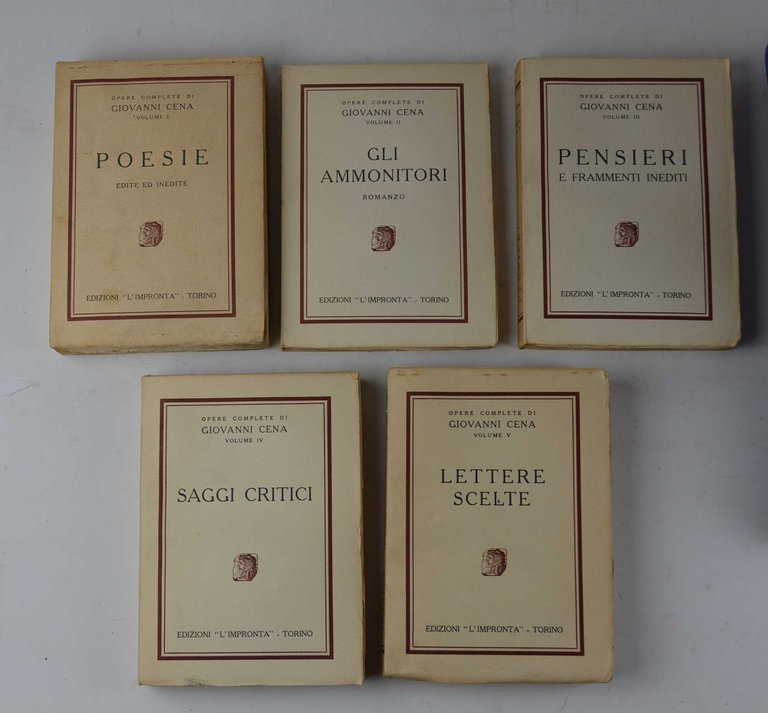 OPERE COMPLETE DI
GIOVANNI CENA
VOLUME I
POESIE
EDITE ED INEDITE
EDIZIONI "L'IMPRONTA" - TORINO
OPERE COMPLETE DI
GIOVANNI CENA
VOLUME II
GLI
AMMONITORI
ROMANZO
EDIZIONI "L'IMPRONTA" - TORINO
OPERE COMPLETE DI
GIOVANNI CENA
VOLUME III
PENSIERI
E FRAMMENTI INEDITI
EDIZIONI "L'IMPRONTA" - TORINO
OPERE COMPLETE DI
GIOVANNI CENA
VOLUME IV
SAGGI CRITICI
EDIZIONI "L'IMPRONTA" - TORINO
OPERE COMPLETE DI
GIOVANNI CENA
VOLUME V
LETTERE
SCELTE
EDIZIONI "L'IMPRONTA" - TORINO